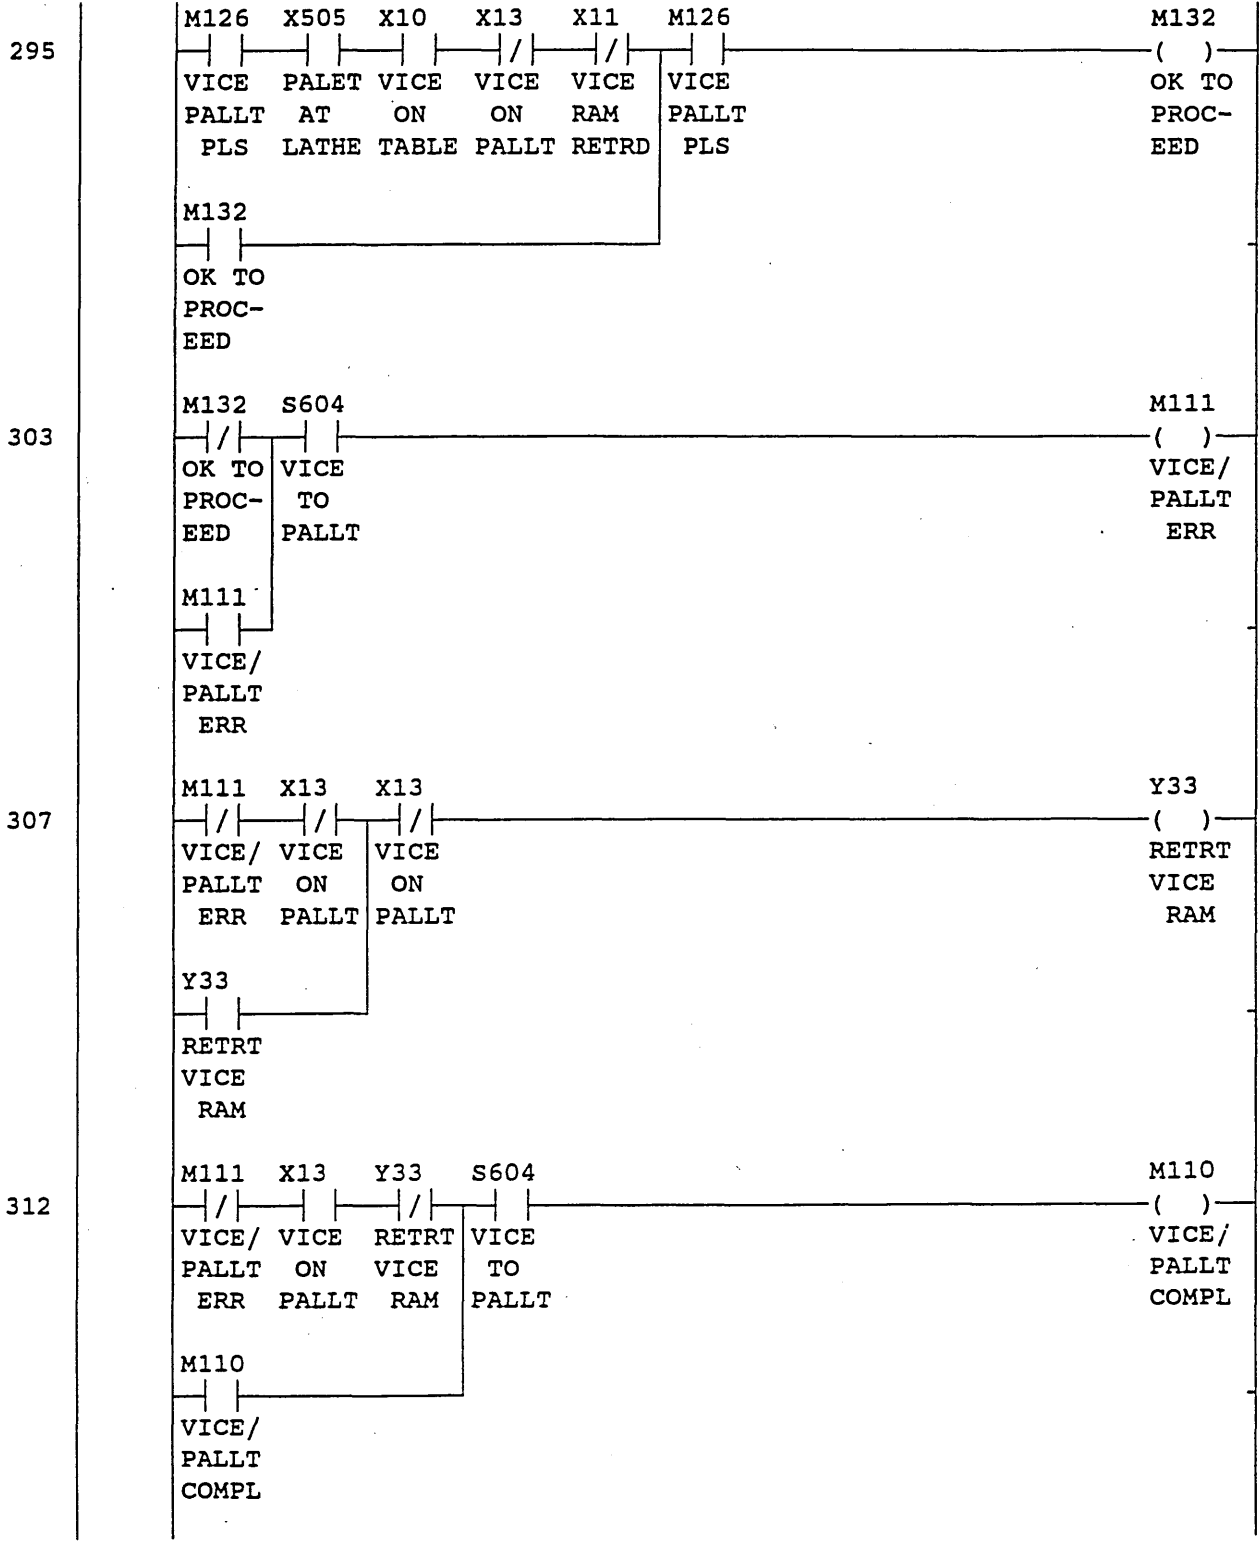 M126 X505 X10 X13 X11 M126 M132
295 ( )
VICE PALET VICE VICE VICE VICE OK TO
PALLT AT ON ON RAM PALLT PROC-
PLS LATHE TABLE PALLT RETRD PLS EED
M132
OK TO
PROC-
EED
M132 S604 M111
303 ( )
OK TO VICE VICE/
PROC- TO PALLT
EED PALLT ERR
M111
VICE/
PALLT
ERR
M111 X13 X13 Y33
307 ( )
VICE/ VICE VICE RETRT
PALLT ON ON VICE
ERR PALLT PALLT RAM
Y33
RETRT
VICE
RAM
M111 X13 Y33 S604 M110
312 ( )
VICE/ VICE RETRT VICE VICE/
PALLT ON VICE TO PALLT
ERR PALLT RAM PALLT COMPL
M110
VICE/
PALLT
COMPL